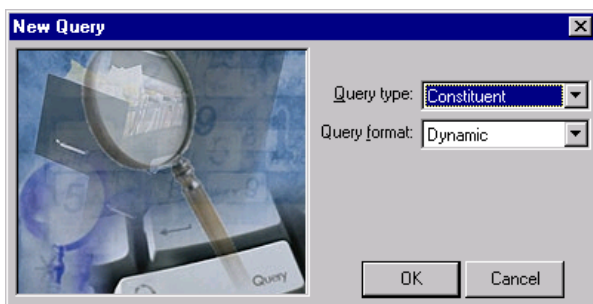 New Query
Query type: Constituent
Query format: Dynamic
Query
OK Cancel